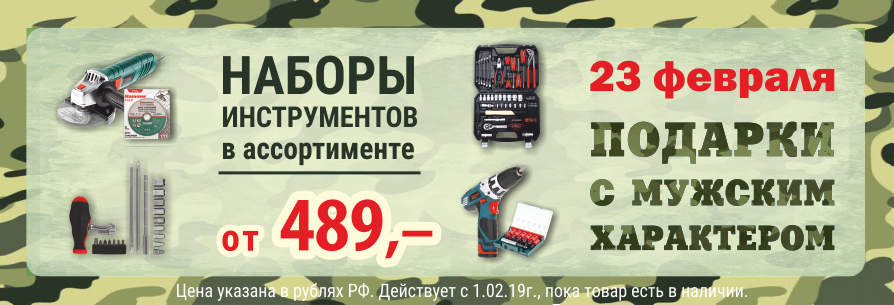 НАБОРЫ
ИНСТРУМЕНТОВ
в ассортименте
от 489,–
23 февраля
ПОДАРКИ
С МУЖСКИМ
ХАРАКТЕРОМ
Hammer
Цена указана в рублях РФ. Действует с 1.02.19г., пока товар есть в наличии.